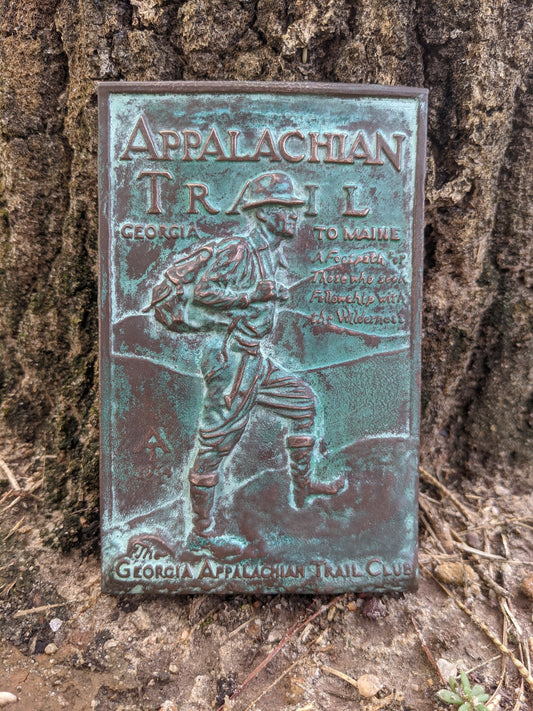 APPALACHIAN
TRAIL
GEORGIA TO MAINE
A Footpath for
Those who seek
Fellowship with
the Wilderness
The
GEORGIA APPALACHIAN TRAIL CLUB